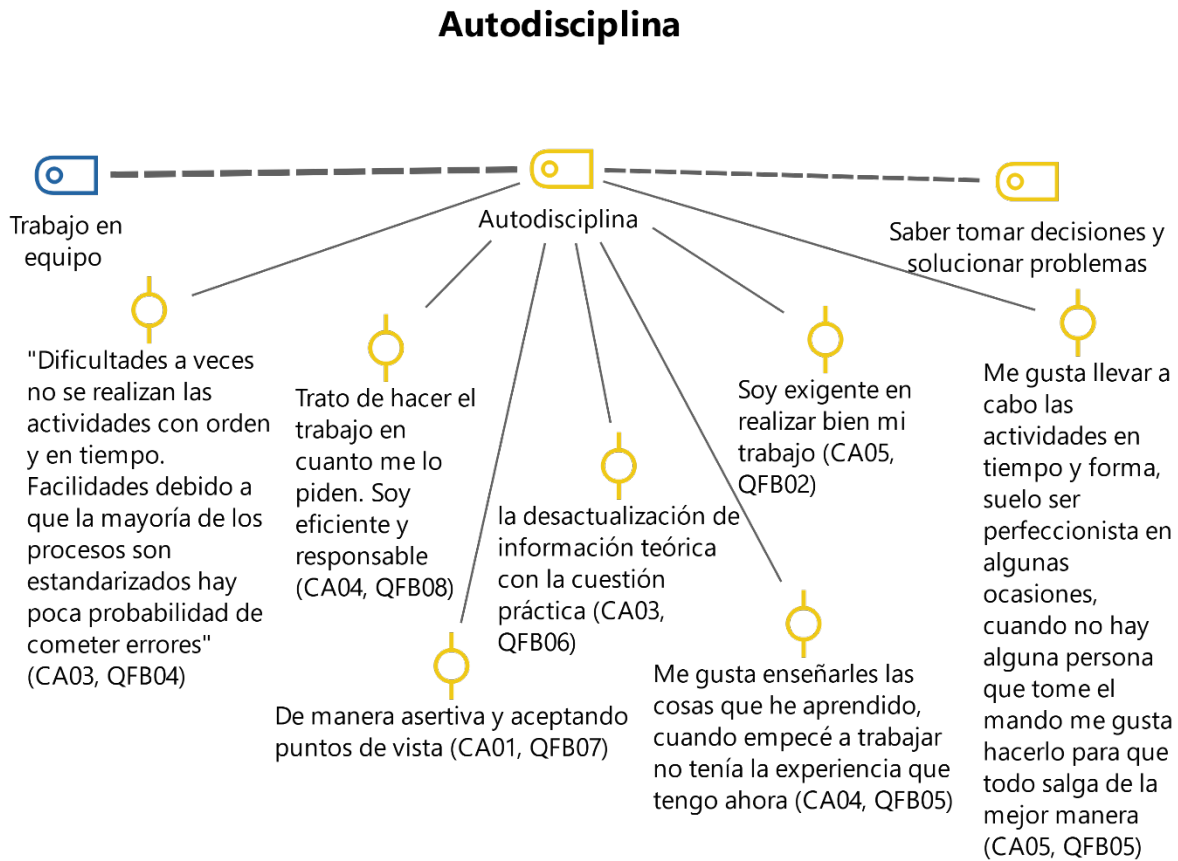 Autodisciplina
Trabajo en
equipo
Autodisciplina
Saber tomar decisiones y
solucionar problemas
"Dificultades a veces
no se realizan las
actividades con orden
y en tiempo.
Facilidades debido a
que la mayoría de los
procesos son
estandarizados hay
poca probabilidad de
cometer errores"
(CA03, QFB04)
Trato de hacer el
trabajo en
cuanto me lo
piden. Soy
eficiente y
responsable
(CA04, QFB08)
De manera asertiva y aceptando
puntos de vista (CA01, QFB07)
la desactualización de
información teórica
con la cuestión
práctica (CA03,
QFB06)
Me gusta enseñarles las
cosas que he aprendido,
cuando empecé a trabajar
no tenía la experiencia que
tengo ahora (CA04, QFB05)
Soy exigente en
realizar bien mi
trabajo (CA05,
QFB02)
Me gusta llevar a
cabo las
actividades en
tiempo y forma,
suelo ser
perfeccionista en
algunas
ocasiones,
cuando no hay
alguna persona
que tome el
mando me gusta
hacerlo para que
todo salga de la
mejor manera
(CA05, QFB05)